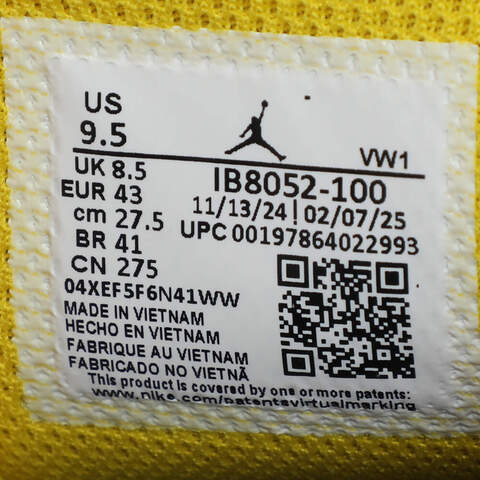 US
9.5
VW1
UK 8.5
IB8052-100
EUR 43
11/13/24 | 02/07/25
cm 27.5
UPC 00197864022993
BR 41
CN 275
04XEF5F6N41WW
MADE IN VIETNAM
HECHO EN VIETNAM
FABRIQUE AU VIETNAM
FABRICADO NO VIETNÃ
This product is covered by one or more patents:
www.nike.com/patentsvirtualmarking